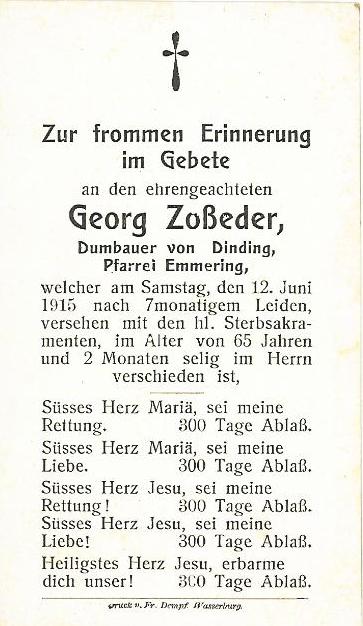 Zur frommen Erinnerung
im Gebete
an den ehrengeachteten
Georg Zoßeder,
Dumbauer von Dinding,
Pfarrei Emmering,
welcher am Samstag, den 12. Juni
1915 nach 7monatigem Leiden,
versehen mit den hl. Sterbsakra-
menten, im Alter von 65 Jahren
und 2 Monaten selig im Herrn
verschieden ist,
Süsses Herz Mariä, sei meine
Rettung. 300 Tage Ablaß.
Süsses Herz Mariä, sei meine
Liebe. 300 Tage Ablaß.
Süsses Herz Jesu, sei meine
Rettung! 300 Tage Ablaß.
Süsses Herz Jesu, sei meine
Liebe! 300 Tage Ablaß.
Heiligstes Herz Jesu, erbarme
dich unser! 300 Tage Ablaß.
Druck v. Fr. Dempf. Wasserburg.